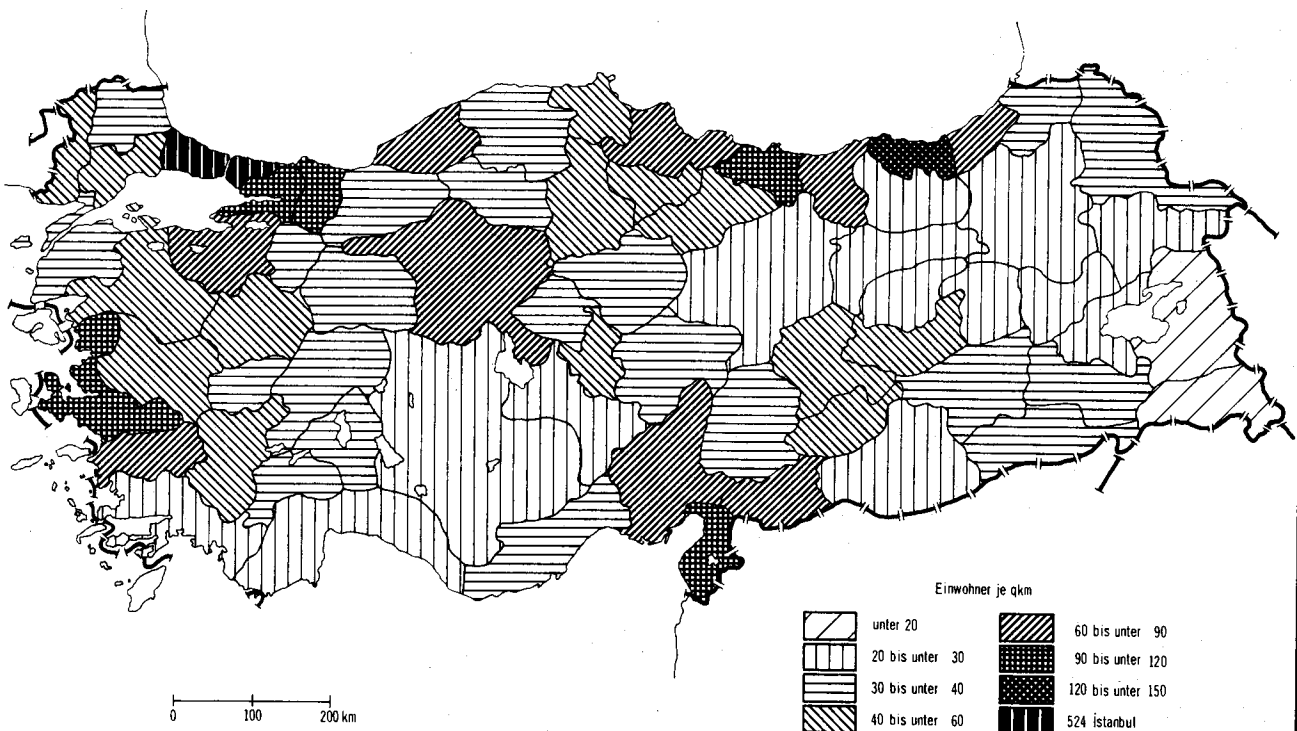 Einwohner je qkm
unter 20
20 bis unter 30
30 bis unter 40
40 bis unter 60
60 bis unter 90
90 bis unter 120
120 bis unter 150
524 İstanbul
0 100 200 km